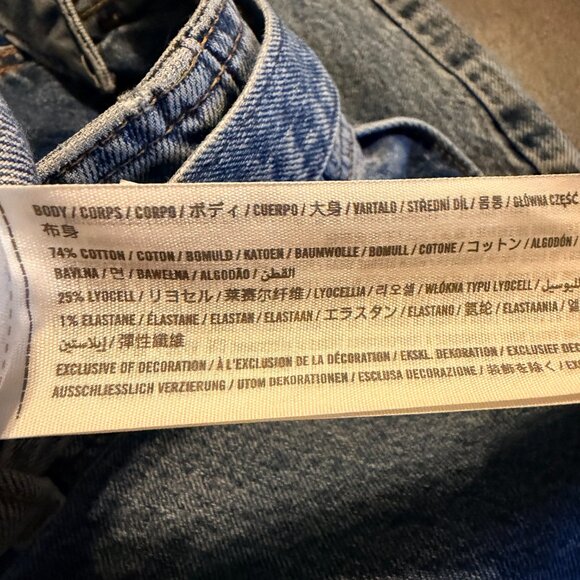 BODY / CORPS / CORPO / ボディ / CUERPO / 大身 / VARTALO / STŘEDNÍ DÍL / 몸통 / GŁÓWNA CZĘŚĆ
布身
74% COTTON / COTON / BOMULD / KATOEN / BAUMWOLLE / BOMULL / COTONE / コットン / ALGODÓN /
BAVLNA / 면 / BAWEŁNA / ALGODÃO / القطن
25% LYOCELL / リヨセル / 莱赛尔纤维 / LYOCELLIA / 리오셀 / WŁÓKNA TYPU LYOCELL / الليوسيل
1% ELASTANE / ÉLASTANE / ELASTAN / ELASTAAN / エラスタン / ELASTANO / 氨纶 / ELASTAANIA /
إيلاستين / 彈性纖維
EXCLUSIVE OF DECORATION / À L'EXCLUSION DE LA DÉCORATION / EKSKL. DEKORATION / EXCLUSIEF
AUSSCHLIESSLICH VERZIERUNG / UTOM DEKORATIONEN / ESCLUSA DECORAZIONE / 装飾を除く /